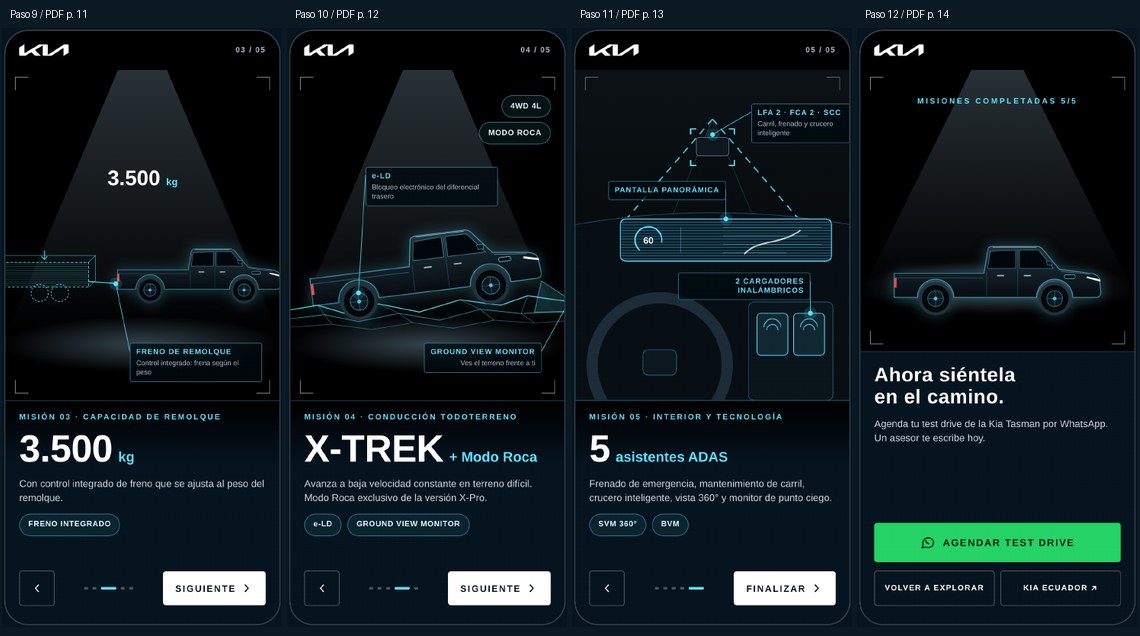 Paso 9 / PDF p. 11
KIA
03 / 05
3.500 kg
FRENO DE REMOLQUE
Control integrado: frena según el
peso
MISIÓN 03 · CAPACIDAD DE REMOLQUE
3.500 kg
Con control integrado de freno que se ajusta al peso del
remolque.
FRENO INTEGRADO
SIGUIENTE
Paso 10 / PDF p. 12
KIA
04 / 05
4WD 4L
MODO ROCA
e-LD
Bloqueo electrónico del diferencial
trasero
GROUND VIEW MONITOR
Ves el terreno frente a ti
MISIÓN 04 · CONDUCCIÓN TODOTERRENO
X-TREK + Modo Roca
Avanza a baja velocidad constante en terreno difícil.
Modo Roca exclusivo de la versión X-Pro.
e-LD
GROUND VIEW MONITOR
SIGUIENTE
Paso 11 / PDF p. 13
KIA
05 / 05
LFA 2 · FCA 2 · SCC
Carril, frenado y crucero
inteligente
PANTALLA PANORÁMICA
60
2 CARGADORES
INALÁMBRICOS
MISIÓN 05 · INTERIOR Y TECNOLOGÍA
5 asistentes ADAS
Frenado de emergencia, mantenimiento de carril,
crucero inteligente, vista 360° y monitor de punto ciego.
SVM 360°
BVM
FINALIZAR
Paso 12 / PDF p. 14
KIA
MISIONES COMPLETADAS 5/5
Ahora siéntela
en el camino.
Agenda tu test drive de la Kia Tasman por WhatsApp.
Un asesor te escribe hoy.
AGENDAR TEST DRIVE
VOLVER A EXPLORAR
KIA ECUADOR ↗